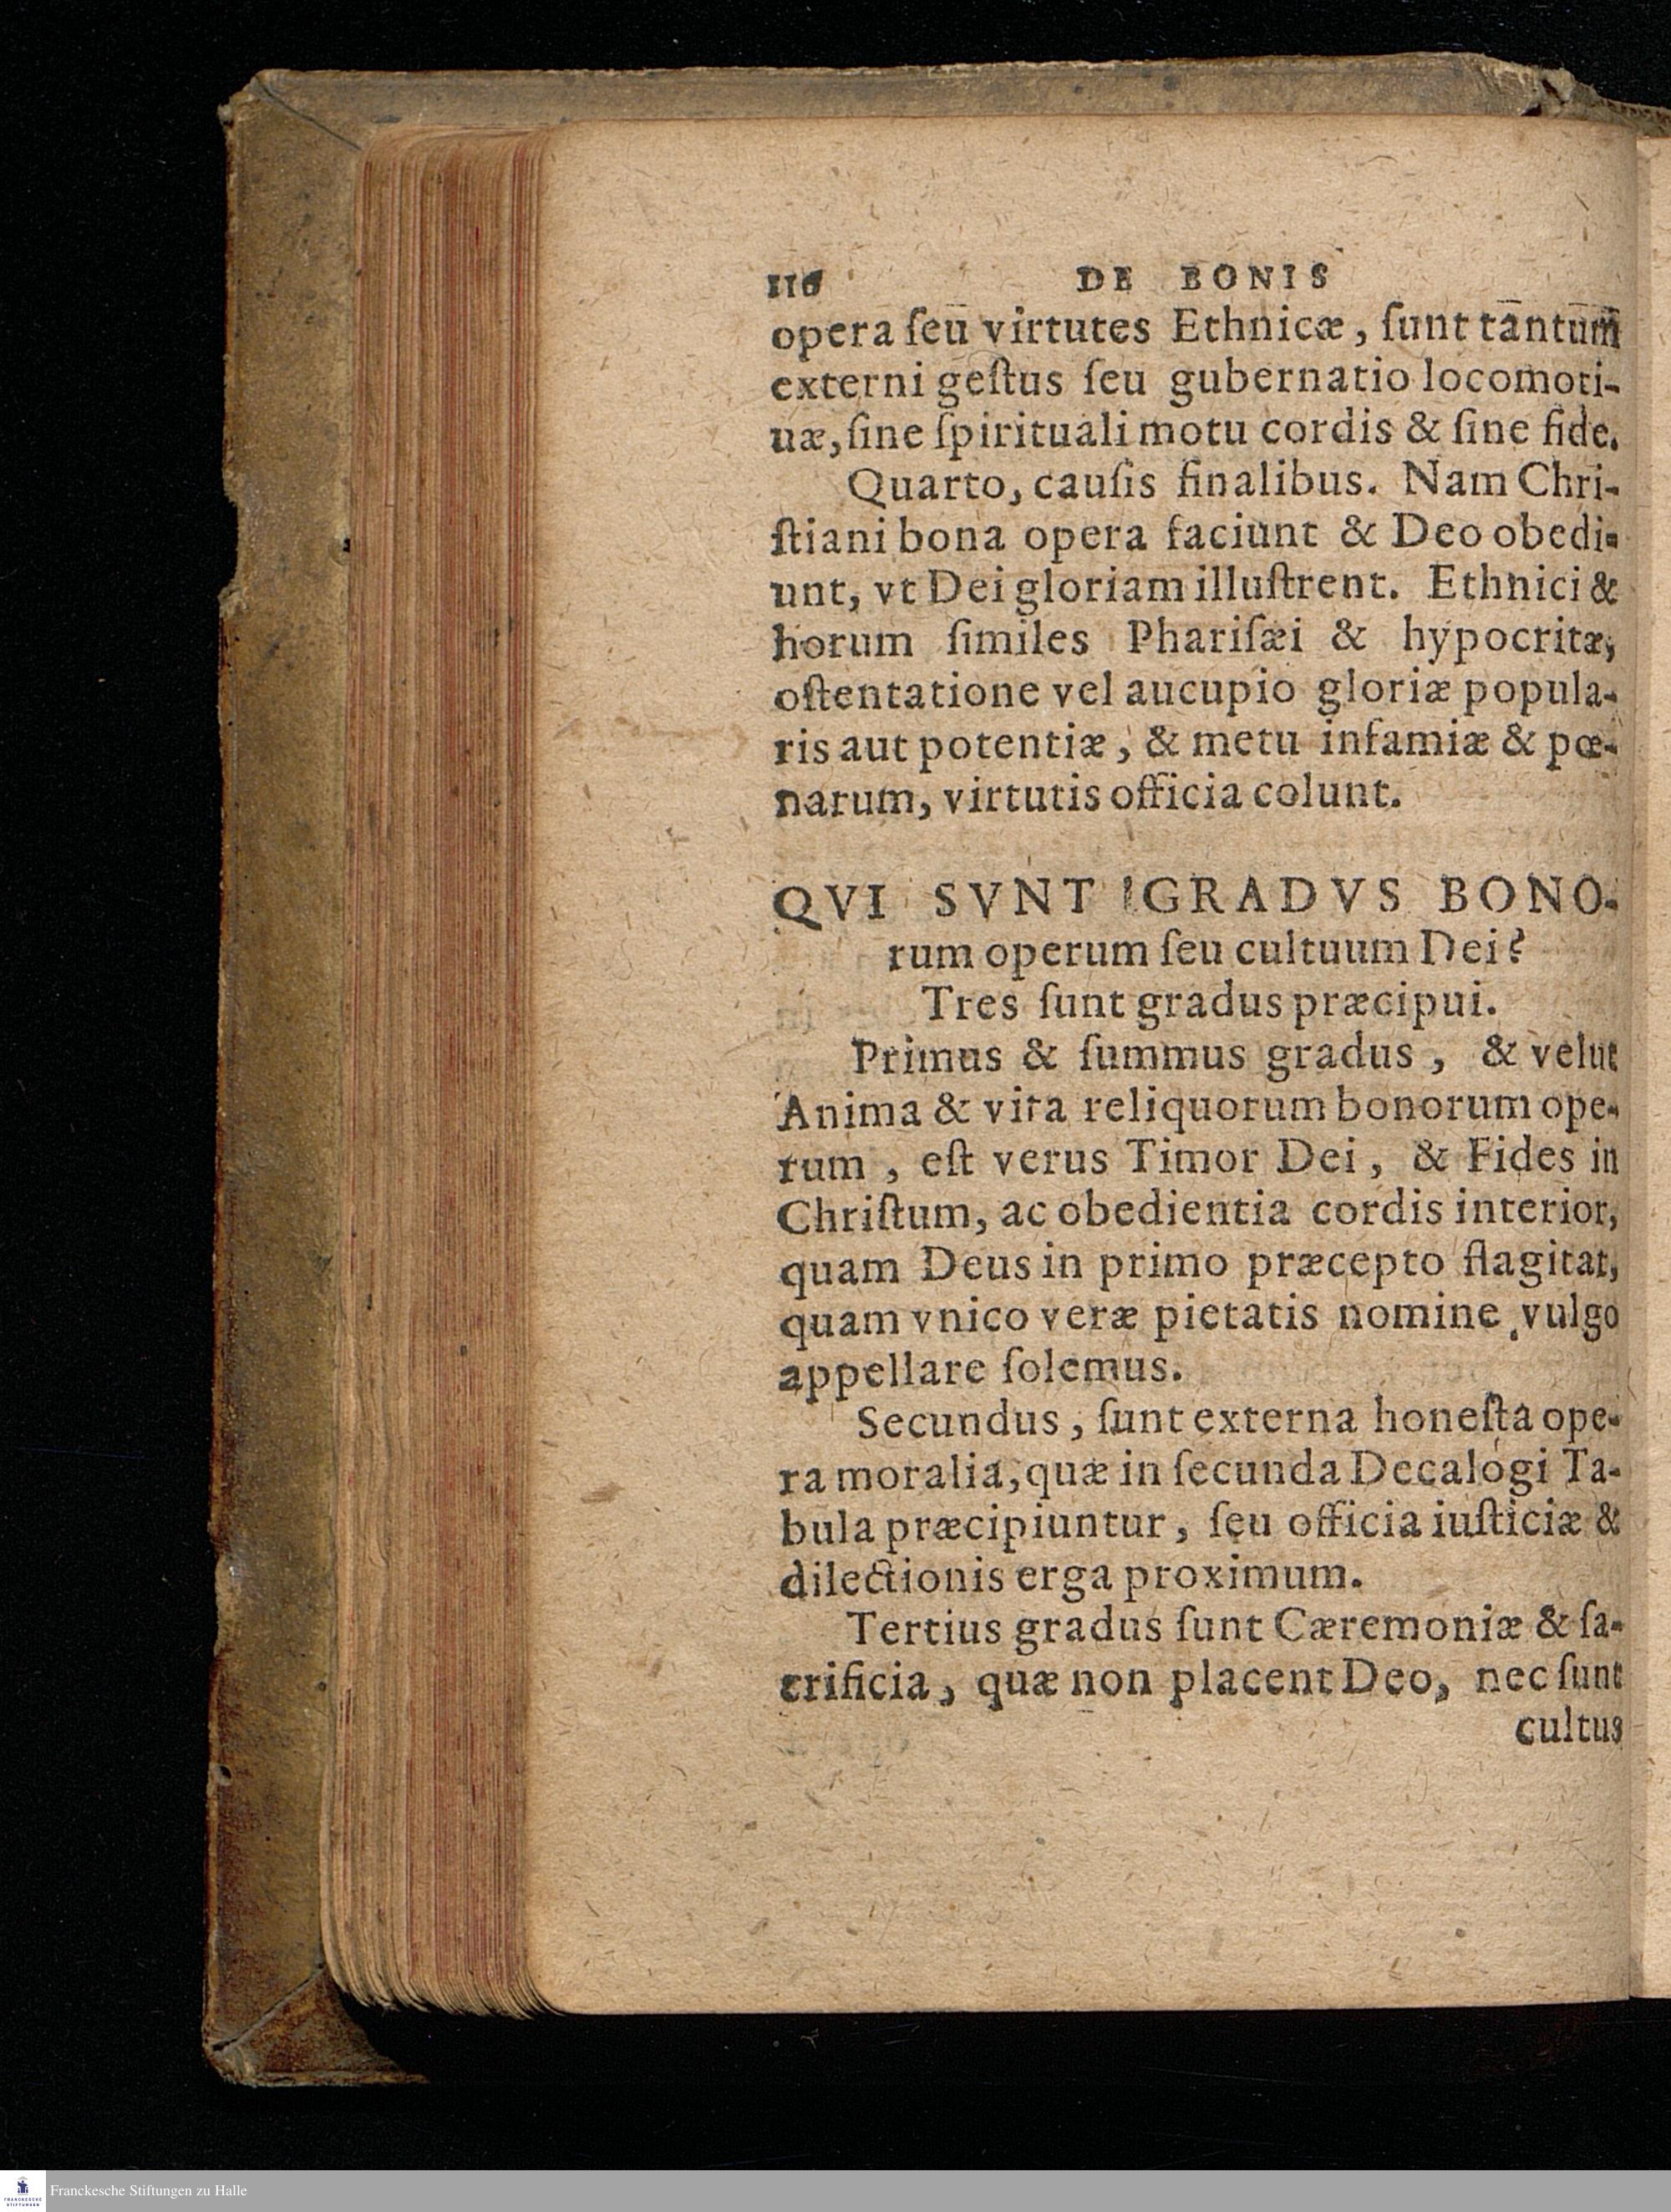 116 DE BONIS
opera ſeu virtutes Ethnicæ, ſunt tantum
externi geſtus ſeu gubernatio locomoti-
uæ, ſine ſpirituali motu cordis & ſine fide.
Quarto, cauſis finalibus. Nam Chri-
ſtiani bona opera faciunt & Deo obedi-
unt, vt Dei gloriam illuſtrent. Ethnici &
horum ſimiles Phariſæi & hypocritæ,
oſtentatione vel aucupio gloriæ popula-
ris aut potentiæ, & metu infamiæ & pœ-
narum, virtutis officia colunt.
QVI SVNT GRADVS BONO-
rum operum ſeu cultuum Dei?
Tres ſunt gradus præcipui.
Primus & ſummus gradus, & velut
Anima & vita reliquorum bonorum ope-
rum, eſt verus Timor Dei, & Fides in
Chriſtum, ac obedientia cordis interior,
quam Deus in primo præcepto flagitat,
quam vnico veræ pietatis nomine vulgo
appellare ſolemus.
Secundus, ſunt externa honeſta ope-
ra moralia, quæ in ſecunda Decalogi Ta-
bula præcipiuntur, ſeu officia iuſticiæ &
dilectionis erga proximum.
Tertius gradus ſunt Cæremoniæ & ſa-
crificia, quæ non placent Deo, nec ſunt
cultus
FRANCKESCHE STIFTUNGEN
Franckesche Stiftungen zu Halle